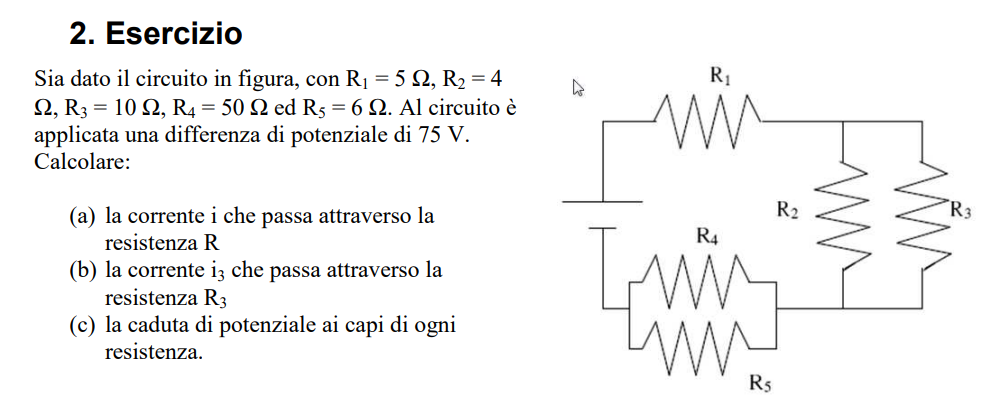 2. Esercizio
Sia dato il circuito in figura, con R₁ = 5 Ω, R₂ = 4
Ω, R₃ = 10 Ω, R₄ = 50 Ω ed R₅ = 6 Ω. Al circuito è
applicata una differenza di potenziale di 75 V.
Calcolare:
(a) la corrente i che passa attraverso la
resistenza R
(b) la corrente i₃ che passa attraverso la
resistenza R₃
(c) la caduta di potenziale ai capi di ogni
resistenza.
R₁
R₂
R₃
R₄
R₅